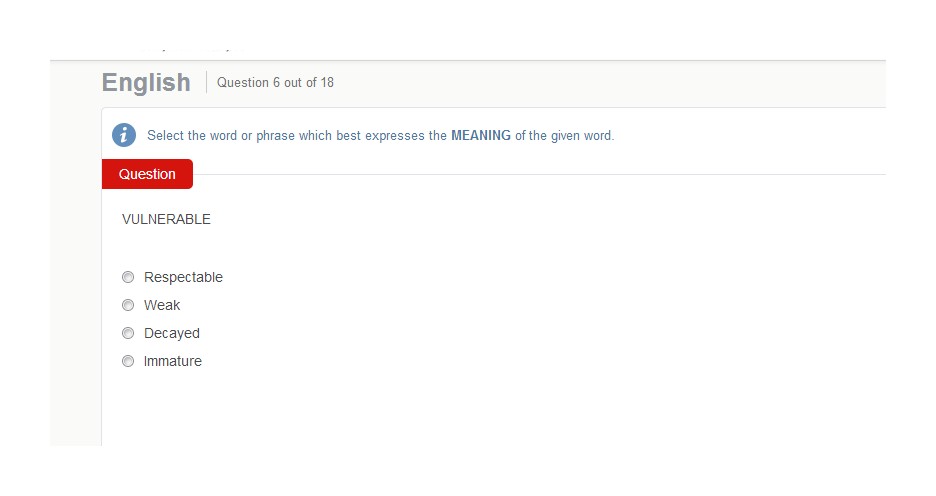 English
Question 6 out of 18
i Select the word or phrase which best expresses the MEANING of the given word.
Question
VULNERABLE
Respectable
Weak
Decayed
Immature